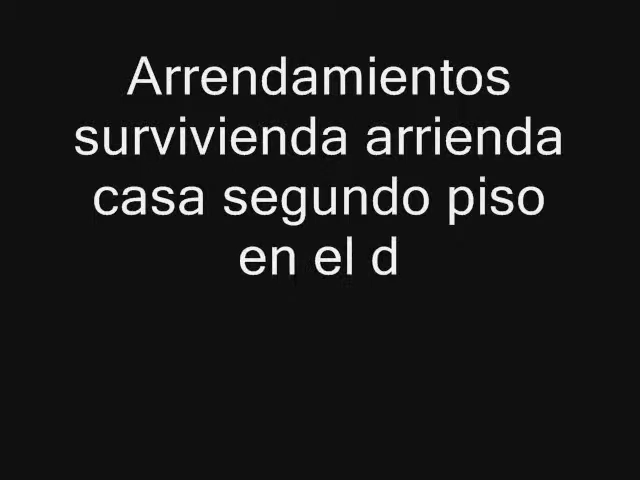 Arrendamientos
survivienda arrienda
casa segundo piso
en el d